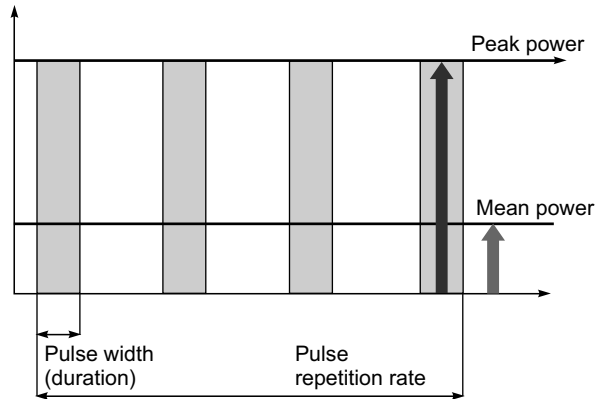 Peak power
Mean power
Pulse width
(duration)
Pulse
repetition rate